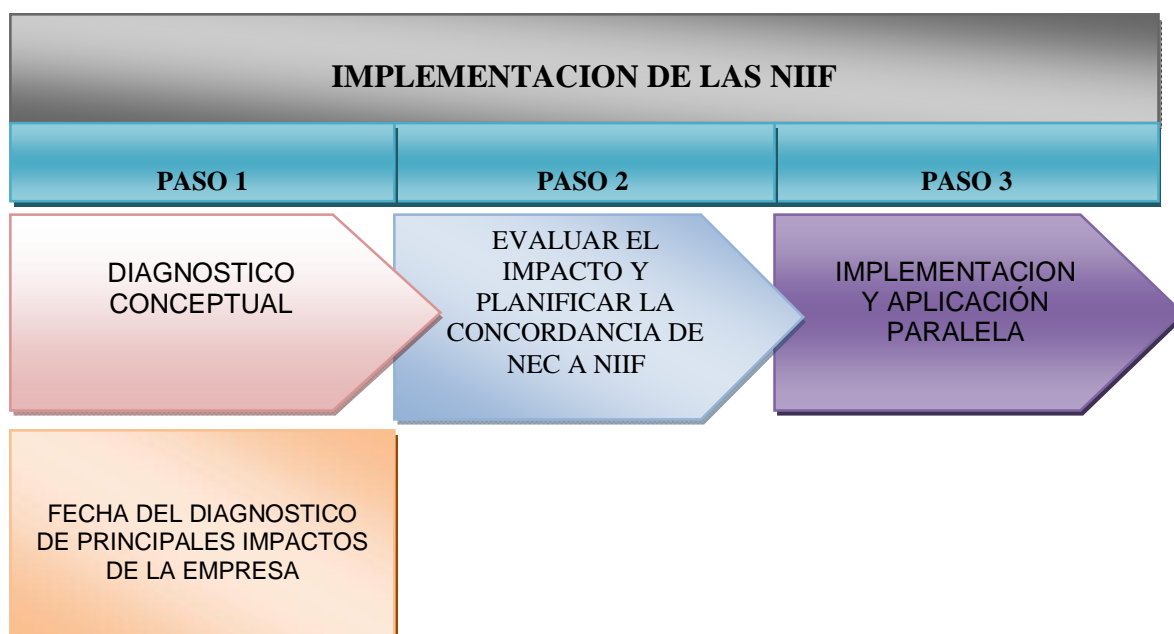 IMPLEMENTACION DE LAS NIIF
PASO 1
PASO 2
PASO 3
DIAGNOSTICO
CONCEPTUAL
EVALUAR EL
IMPACTO Y
PLANIFICAR LA
CONCORDANCIA DE
NEC A NIIF
IMPLEMENTACION
Y APLICACIÓN
PARALELA
FECHA DEL DIAGNOSTICO
DE PRINCIPALES IMPACTOS
DE LA EMPRESA